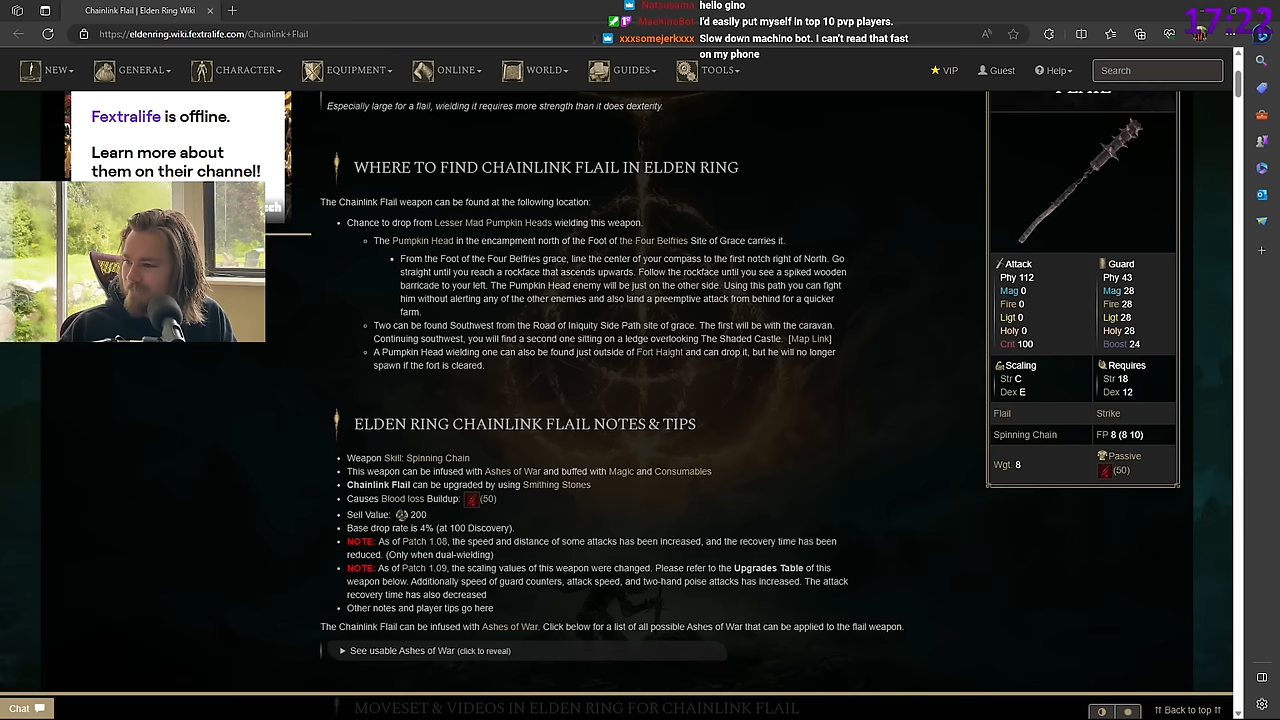 Chainlink Flail | Elden Ring Wiki
Natsusama hello gino
MachinoBot I'd easily put myself in top 10 pvp players.
xxxsomejerkxxx Slow down machino bot. I can't read that fast
on my phone
17:22
https://eldenring.wiki.fextralife.com/Chainlink+Flail
NEW
GENERAL
CHARACTER
EQUIPMENT
ONLINE
WORLD
GUIDES
TOOLS
VIP
Guest
Help
Search
Fextralife is offline.
Learn more about
them on their channel!
Especially large for a flail, wielding it requires more strength than it does dexterity.
WHERE TO FIND CHAINLINK FLAIL IN ELDEN RING
The Chainlink Flail weapon can be found at the following location:
Chance to drop from Lesser Mad Pumpkin Heads wielding this weapon.
The Pumpkin Head in the encampment north of the Foot of the Four Belfries Site of Grace carries it.
From the Foot of the Four Belfries grace, line the center of your compass to the first notch right of North. Go
straight until you reach a rockface that ascends upwards. Follow the rockface until you see a spiked wooden
barricade to your left. The Pumpkin Head enemy will be just on the other side. Using this path you can fight
him without alerting any of the other enemies and also land a preemptive attack from behind for a quicker
farm.
Two can be found Southwest from the Road of Iniquity Side Path site of grace. The first will be with the caravan.
Continuing southwest, you will find a second one sitting on a ledge overlooking The Shaded Castle. [Map Link]
A Pumpkin Head wielding one can also be found just outside of Fort Haight and can drop it, but he will no longer
spawn if the fort is cleared.
ELDEN RING CHAINLINK FLAIL NOTES & TIPS
Weapon Skill: Spinning Chain
This weapon can be infused with Ashes of War and buffed with Magic and Consumables
Chainlink Flail can be upgraded by using Smithing Stones
Causes Blood loss Buildup: (50)
Sell Value: 200
Base drop rate is 4% (at 100 Discovery).
NOTE: As of Patch 1.08, the speed and distance of some attacks has been increased, and the recovery time has been
reduced. (Only when dual-wielding)
NOTE: As of Patch 1.09, the scaling values of this weapon were changed. Please refer to the Upgrades Table of this
weapon below. Additionally speed of guard counters, attack speed, and two-hand poise attacks has increased. The attack
recovery time has also decreased
Other notes and player tips go here
The Chainlink Flail can be infused with Ashes of War. Click below for a list of all possible Ashes of War that can be applied to the flail weapon.
See usable Ashes of War (click to reveal)
MOVESET & VIDEOS IN ELDEN RING FOR CHAINLINK FLAIL
FLAIL
Attack Guard
Phy 112 Phy 43
Mag 0 Mag 28
Fire 0 Fire 28
Ligt 0 Ligt 28
Holy 0 Holy 28
Crit 100 Boost 24
Scaling Requires
Str C Str 18
Dex E Dex 12
Flail Strike
Spinning Chain FP 8 (8 10)
Wgt. 8 Passive
(50)
Chat
⇈ Back to top ⇈